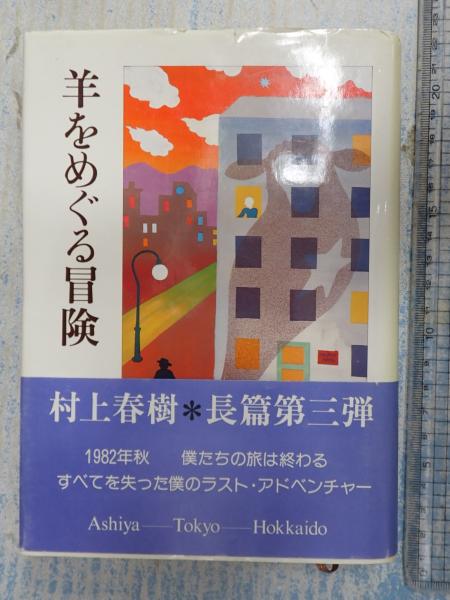 羊をめぐる冒険
村上春樹*長篇第三弾
1982年秋 僕たちの旅は終わる
すべてを失った僕のラスト・アドベンチャー
Ashiya―Tokyo―Hokkaido